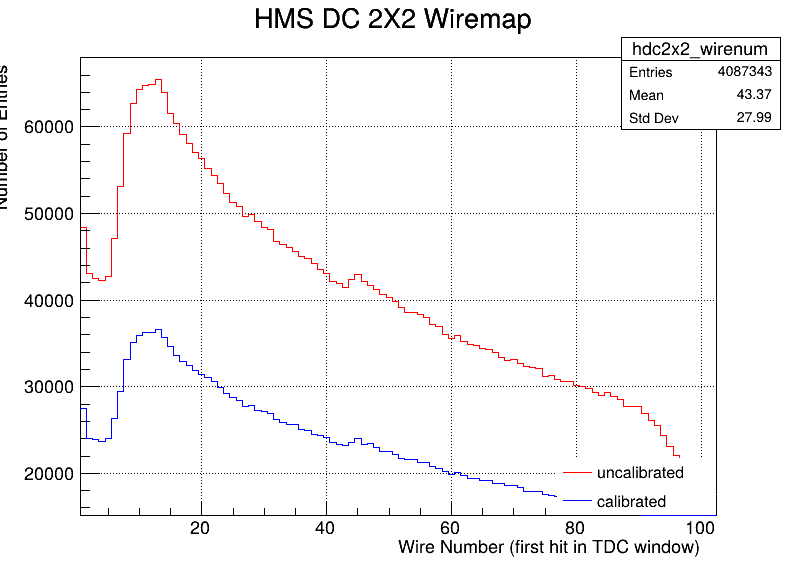 HMS DC 2X2 Wiremap
hdc2x2_wirenum
Entries 4087343
Mean 43.37
Std Dev 27.99
Number of Entries
60000
50000
40000
30000
20000
uncalibrated
calibrated
20 40 60 80 100
Wire Number (first hit in TDC window)